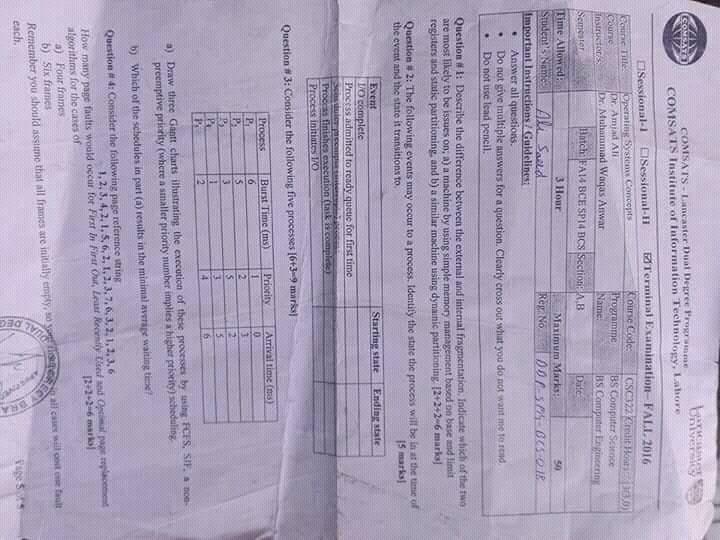 COMSATS
Lancaster
University
COMSATS - Lancaster Dual Degree Programme
COMSATS Institute of Information Technology, Lahore
☐Sessional-I ☐Sessional-II ☑Terminal Examination– FALL 2016
Course Title: Operating Systems Concepts Course Code: CSC322 Credit Hours: 3(3,0)
Course Instructor/s: Dr. Amjad Ali Programme Name: BS Computer Science
Dr. Muhammad Waqas Anwar BS Computer Engineering
Semester Batch: FA14 BCE SP14 BCS Section: A,B Date:
Time Allowed: 3 Hour Maximum Marks: 50
Student's Name: Ali Saeed Reg. No. DDP-SP14-BCS-018
Important Instructions / Guidelines:
• Answer all questions.
• Do not give multiple answers for a question. Clearly cross out what you do not want me to read.
• Do not use lead pencil.
Question # 1: Describe the difference between the external and internal fragmentation. Indicate which of the two
are most likely to be issues on; a) a machine by using simple memory management based on base and limit
registers and static partitioning, and b) a similar machine using dynamic partitioning. [2+2+2=6 marks]
Question # 2: The following events may occur to a process. Identify the state the process will be in at the time of
the event and the state it transitions to. [5 marks]
Event Starting state Ending state
I/O complete
Process admitted to ready queue for first time
Scheduler preempts (interrupts) process
Process finishes execution (task is complete)
Process initiates I/O
Question # 3: Consider the following five processes [6+3=9 marks]
Process Burst Time (ms) Priority Arrival time (ms)
P1 6 1 0
P2 5 2 3
P3 3 5 2
P4 1 3 5
P5 2 4 6
a) Draw three Gantt charts illustrating the execution of these processes by using FCFS, SJF, a non-
preemptive priority (where a smaller priority number implies a higher priority) scheduling.
b) Which of the schedules in part (a) results in the minimal average waiting time?
Question # 4: Consider the following page reference string
1, 2, 3, 4, 2, 1, 5, 6, 2, 1, 2, 3, 7, 6, 3, 2, 1, 2, 3, 6
How many page faults would occur for First In First Out, Least Recently Used and Optimal page replacement
algorithms for the cases of [2+2+2=6 marks]
a) Four frames
b) Six frames
Remember you should assume that all frames are initially empty, so your in all cases will cost one fault
each. Page 5 of 5